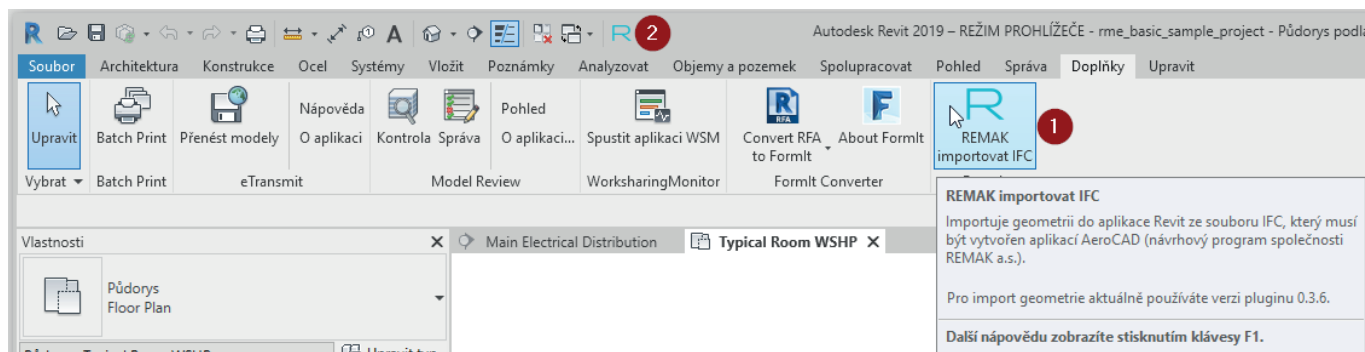 R A R 2 Autodesk Revit 2019 – REŽIM PROHLÍŽEČE - rme_basic_sample_project - Půdorys podla
Soubor Architektura Konstrukce Ocel Systémy Vložit Poznámky Analyzovat Objemy a pozemek Spolupracovat Pohled Správa Doplňky Upravit
Nápověda Pohled R RFA F R 1
Upravit Batch Print Přenést modely O aplikaci Kontrola Správa O aplikaci... Spustit aplikaci WSM Convert RFA About FormIt REMAK
to FormIt importovat IFC
Vybrat Batch Print eTransmit Model Review WorksharingMonitor FormIt Converter
REMAK importovat IFC
Importuje geometrii do aplikace Revit ze souboru IFC, který musí
být vytvořen aplikací AeroCAD (návrhový program společnosti
REMAK a.s.).
Pro import geometrie aktuálně používáte verzi pluginu 0.3.6.
Další nápovědu zobrazíte stisknutím klávesy F1.
Vlastnosti X Main Electrical Distribution Typical Room WSHP X
Půdorys
Floor Plan